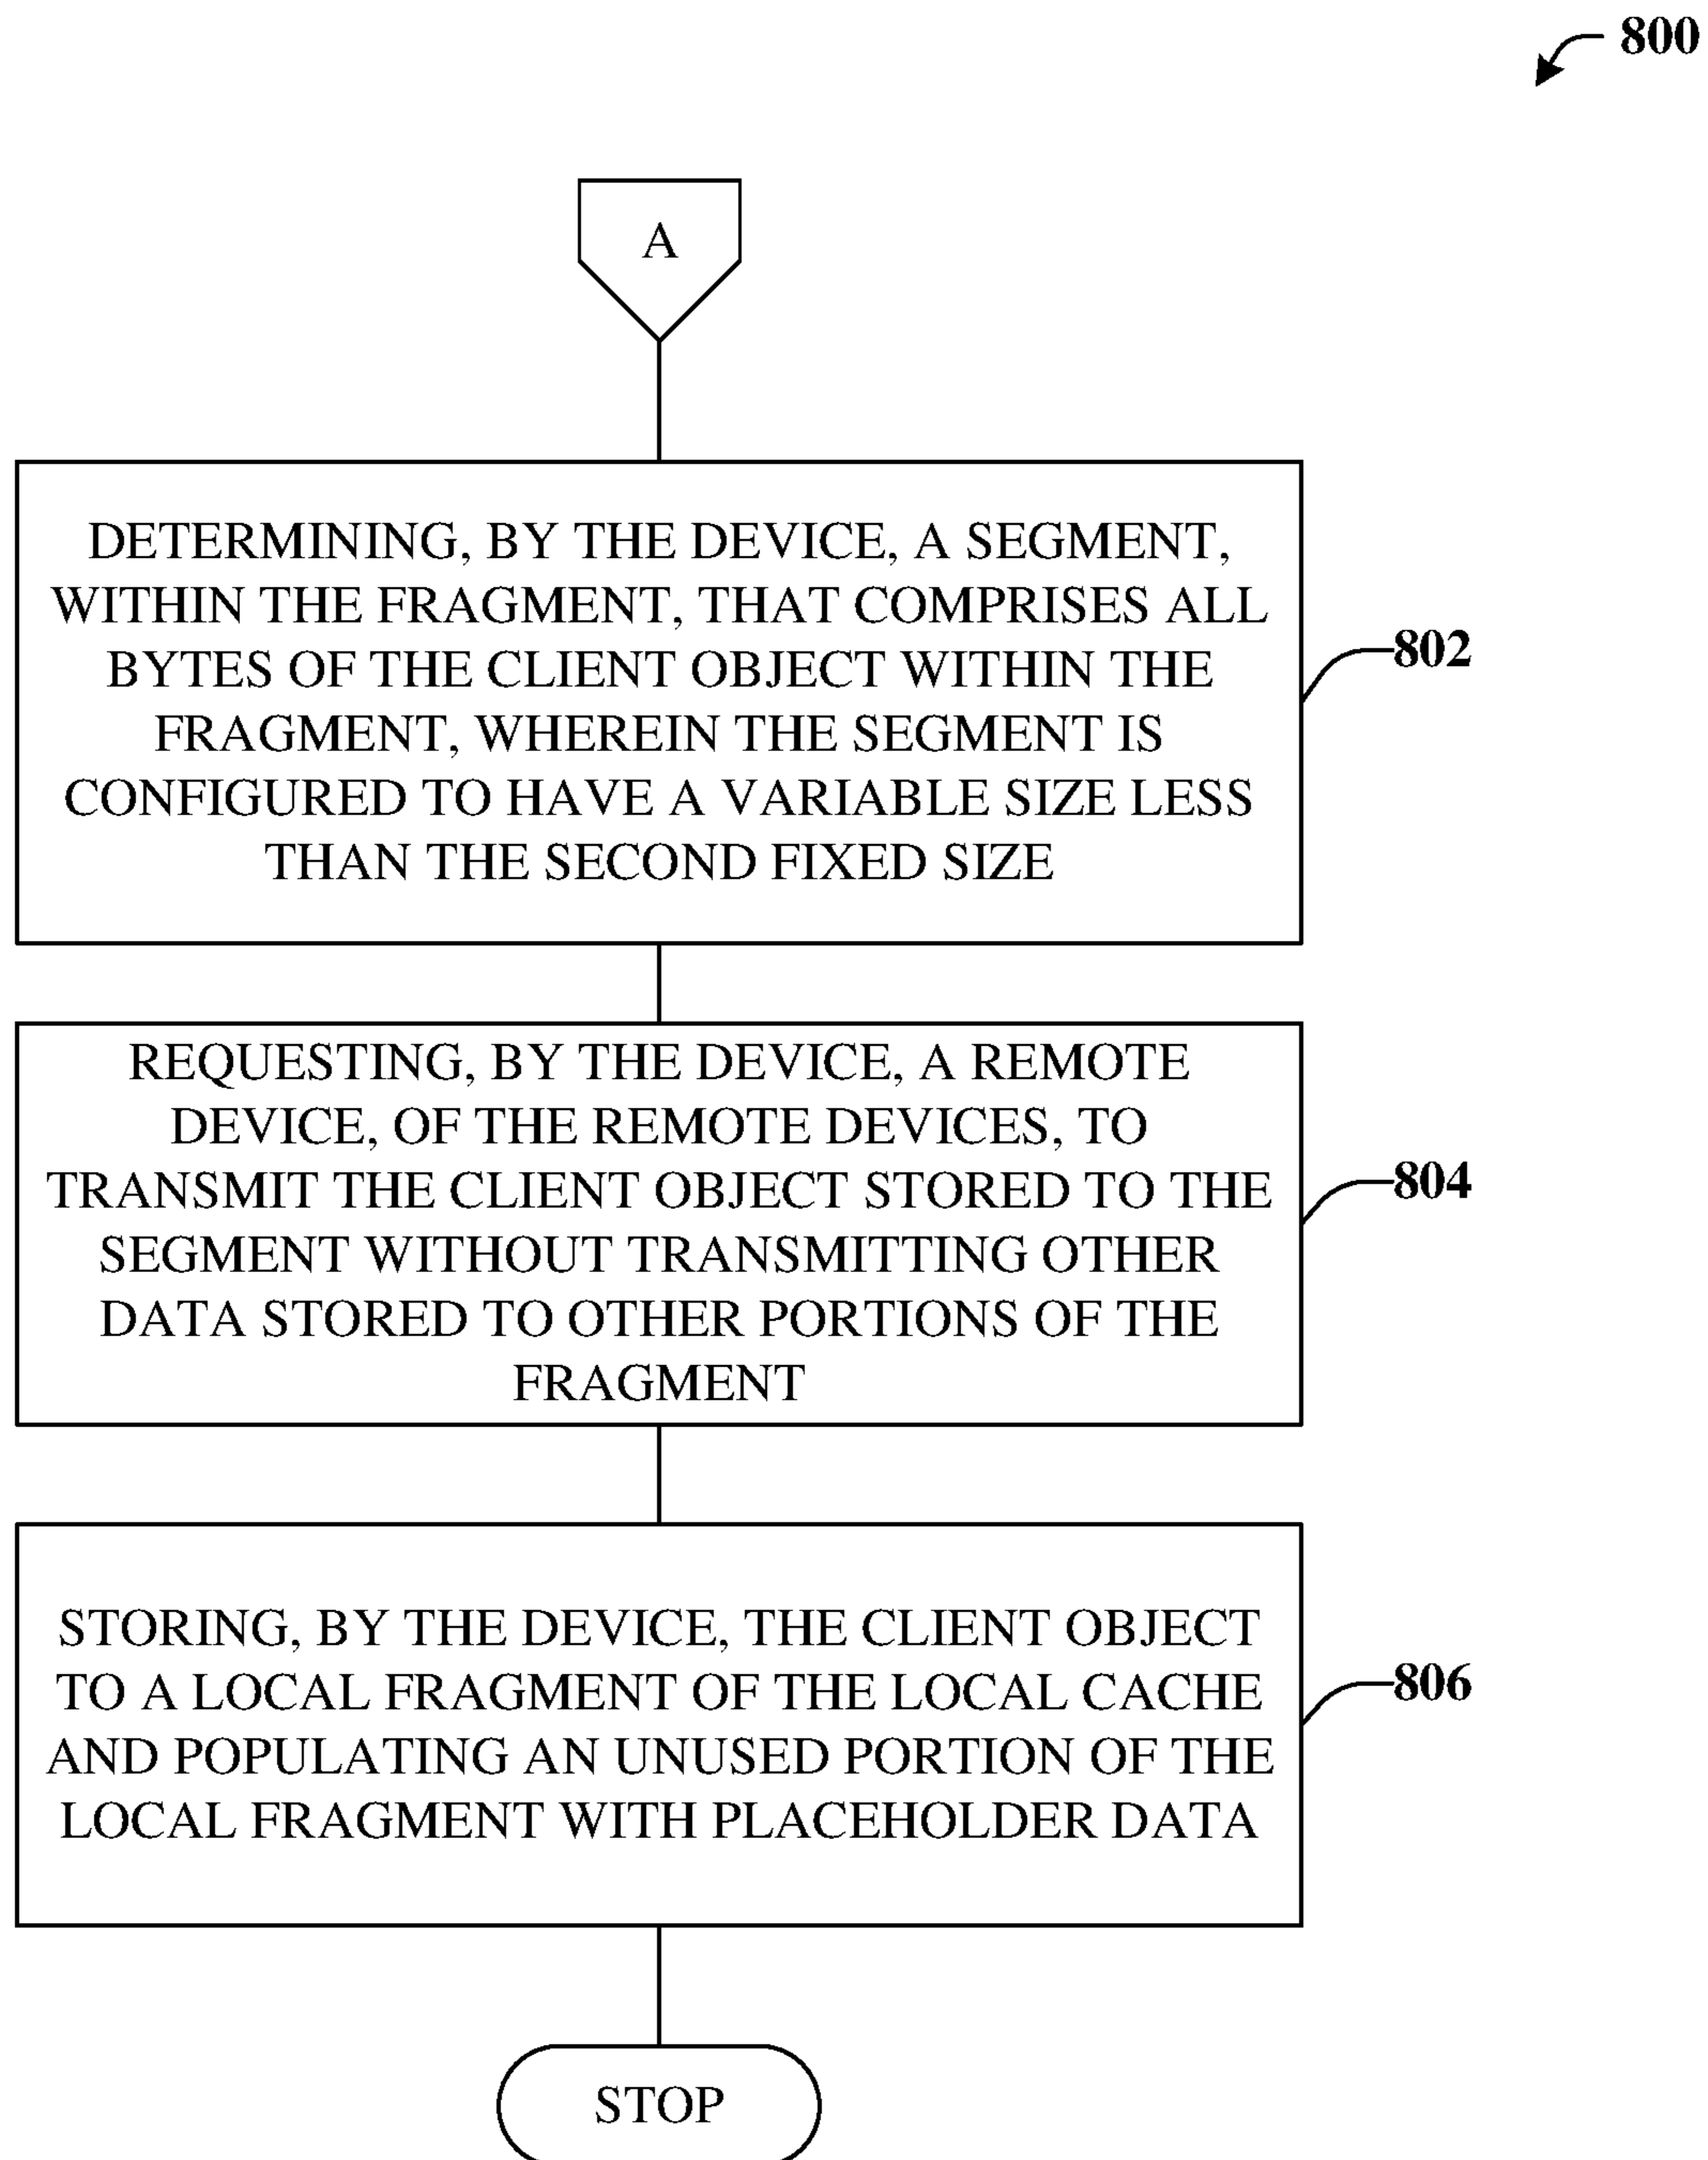 800
A
DETERMINING, BY THE DEVICE, A SEGMENT,
WITHIN THE FRAGMENT, THAT COMPRISES ALL
BYTES OF THE CLIENT OBJECT WITHIN THE
FRAGMENT, WHEREIN THE SEGMENT IS
CONFIGURED TO HAVE A VARIABLE SIZE LESS
THAN THE SECOND FIXED SIZE
802
REQUESTING, BY THE DEVICE, A REMOTE
DEVICE, OF THE REMOTE DEVICES, TO
TRANSMIT THE CLIENT OBJECT STORED TO THE
SEGMENT WITHOUT TRANSMITTING OTHER
DATA STORED TO OTHER PORTIONS OF THE
FRAGMENT
804
STORING, BY THE DEVICE, THE CLIENT OBJECT
TO A LOCAL FRAGMENT OF THE LOCAL CACHE
AND POPULATING AN UNUSED PORTION OF THE
LOCAL FRAGMENT WITH PLACEHOLDER DATA
806
STOP